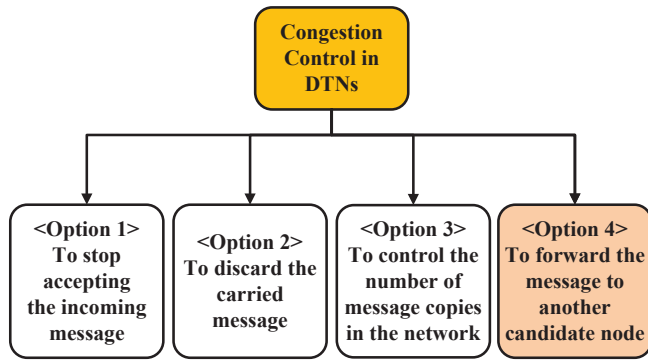 Congestion
Control in
DTNs
<Option 1>
To stop
accepting
the incoming
message
<Option 2>
To discard the
carried
message
<Option 3>
To control the
number of
message copies
in the network
<Option 4>
To forward the
message to
another
candidate node